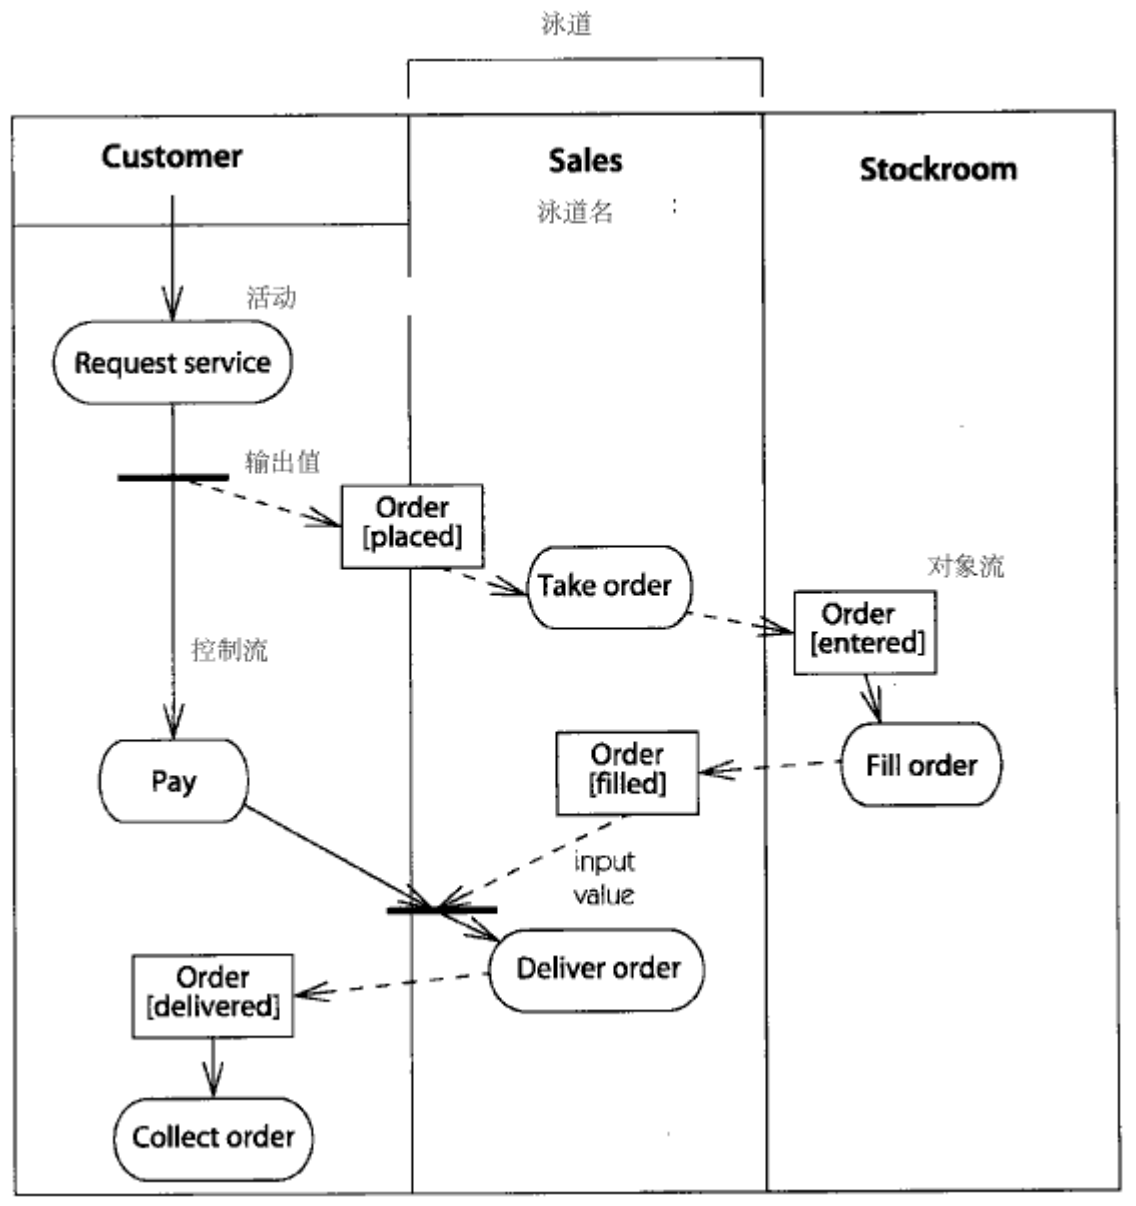 泳道
Customer
Sales
Stockroom
泳道名
活动
Request service
输出值
Order
[placed]
Take order
对象流
Order
[entered]
控制流
Order
[filled]
Fill order
Pay
input
value
Deliver order
Order
[delivered]
Collect order